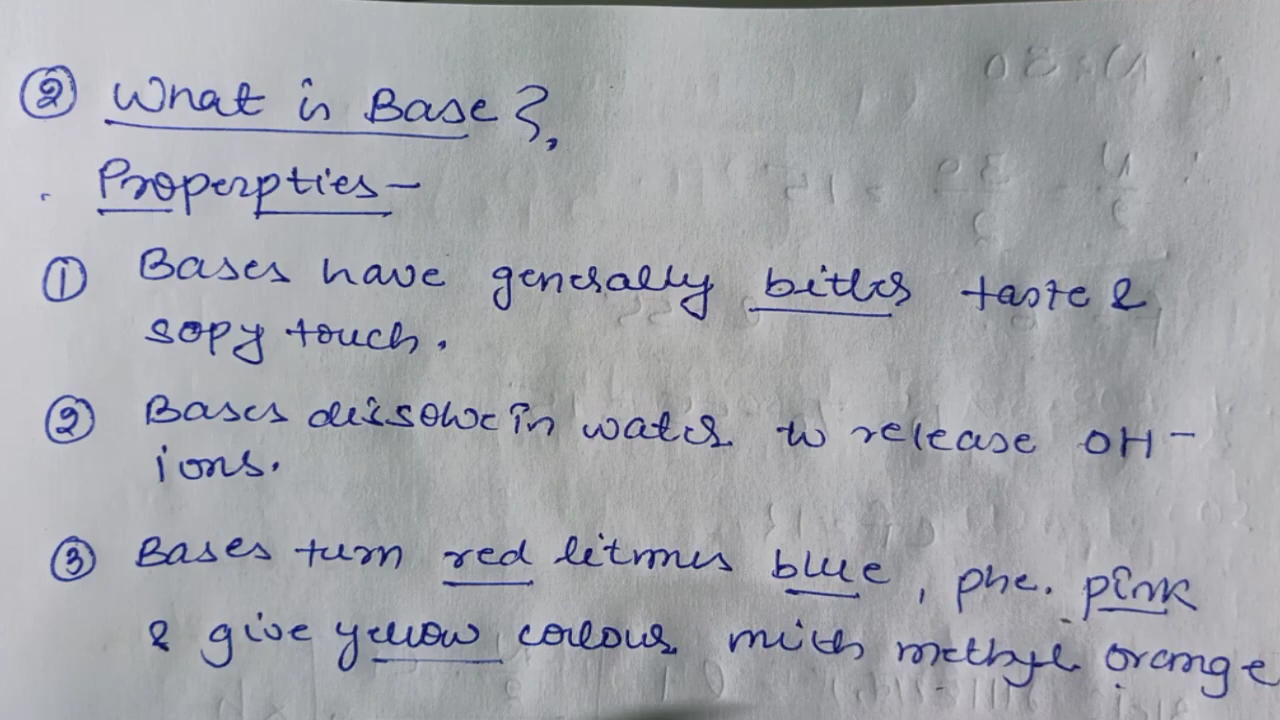 ② What is Base?,
Properpties-
① Bases have generally bitter taste &
sopy touch.
② Bases dissolve in water to release OH-
ions.
③ Bases turn red litmus blue, phe. pink
& give yellow colour with methyl orange